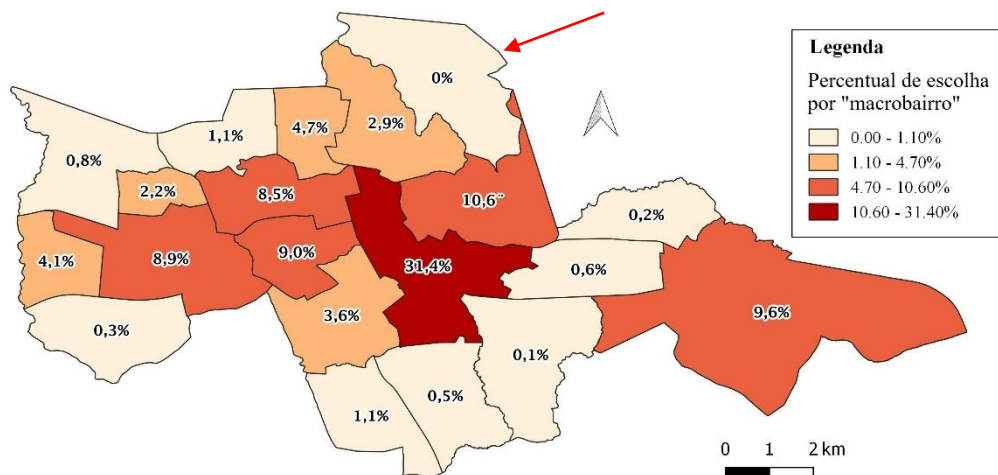 0%
2,9%
4,7%
1,1%
0,8%
2,2%
8,5%
10,6¨
0,2%
4,1%
8,9%
9,0%
31,4%
0,6%
9,6%
0,3%
3,6%
0,1%
1,1%
0,5%
Legenda
Percentual de escolha
por "macrobairro"
0.00 - 1.10%
1.10 - 4.70%
4.70 - 10.60%
10.60 - 31.40%
0 1 2 km